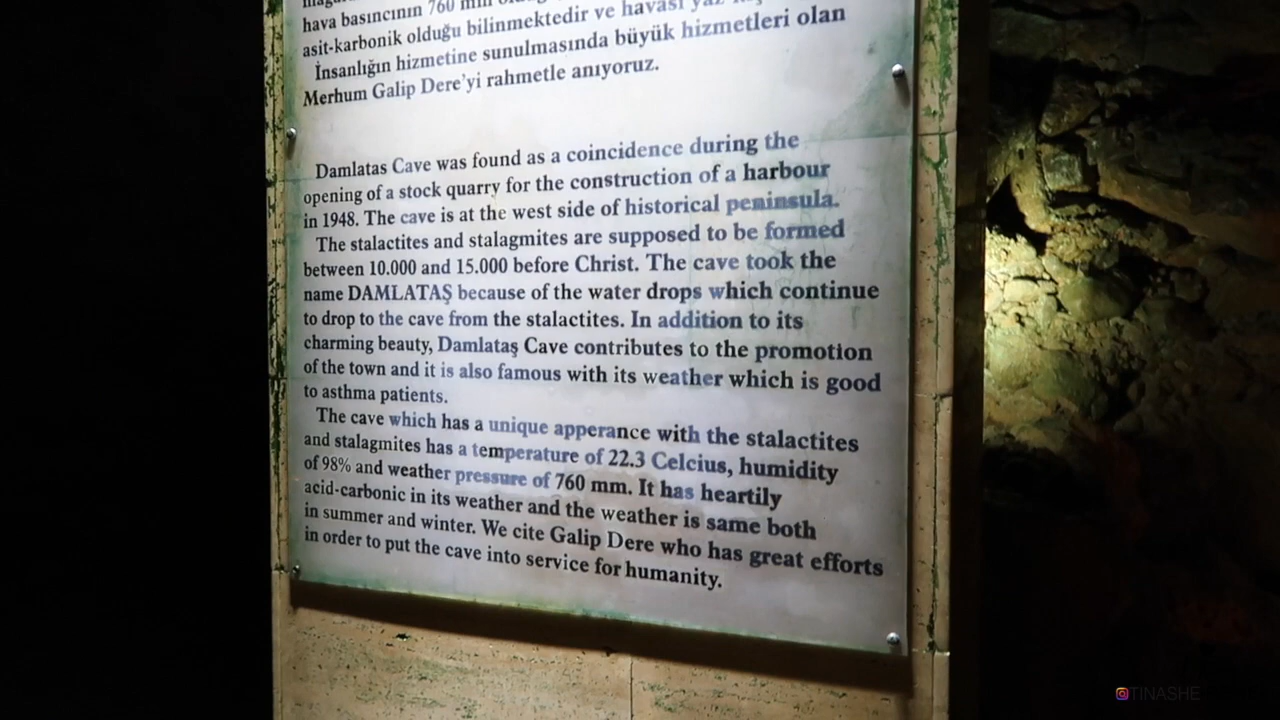 hava basıncının 760 mm
asit-karbonik olduğu bilinmektedir ve havası yaz
İnsanlığın hizmetine sunulmasında büyük hizmetleri olan
Merhum Galip Dere'yi rahmetle anıyoruz.
Damlatas Cave was found as a coincidence during the
opening of a stock quarry for the construction of a harbour
in 1948. The cave is at the west side of historical peninsula.
The stalactites and stalagmites are supposed to be formed
between 10.000 and 15.000 before Christ. The cave took the
name DAMLATAŞ because of the water drops which continue
to drop to the cave from the stalactites. In addition to its
charming beauty, Damlataş Cave contributes to the promotion
of the town and it is also famous with its weather which is good
to asthma patients.
The cave which has a unique apperance with the stalactites
and stalagmites has a temperature of 22.3 Celcius, humidity
of 98% and weather pressure of 760 mm. It has heartily
acid-carbonic in its weather and the weather is same both
in summer and winter. We cite Galip Dere who has great efforts
in order to put the cave into service for humanity.
@TINASHE